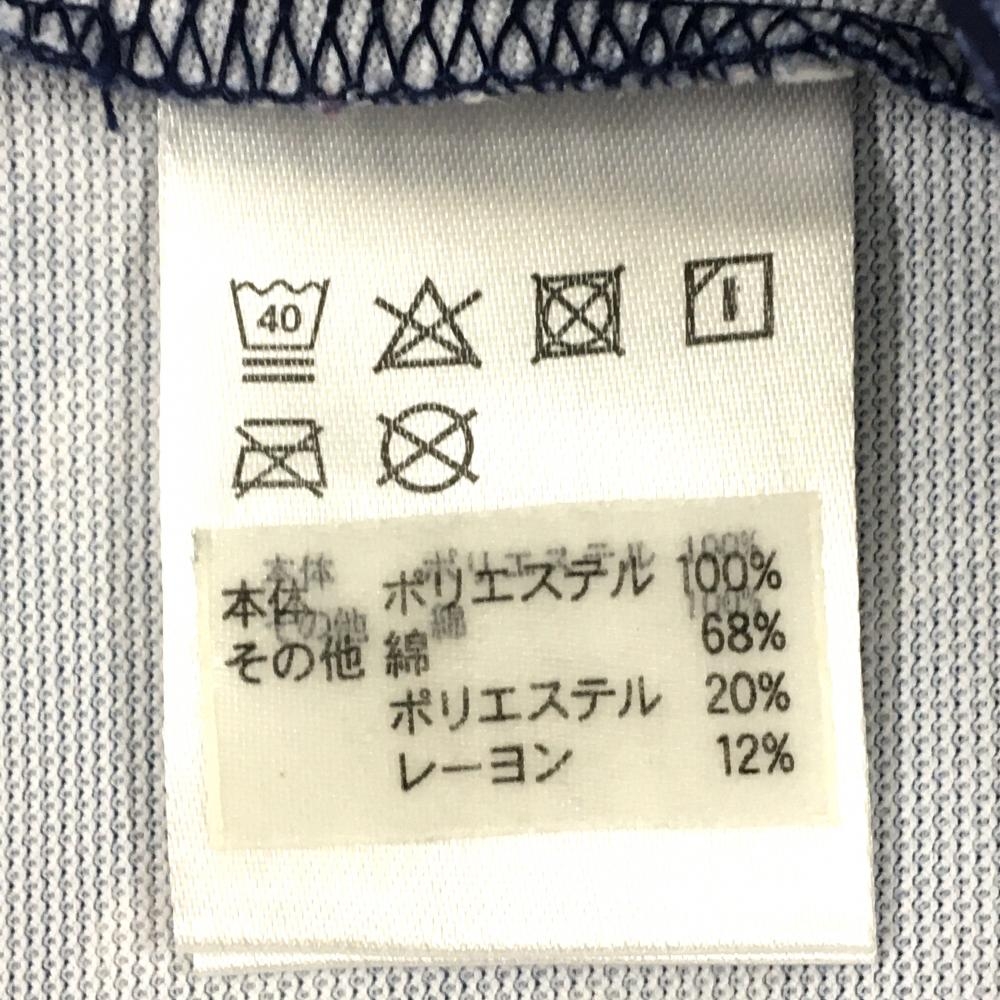 40
本体 ポリエステル 100%
その他 綿 68%
ポリエステル 20%
レーヨン 12%